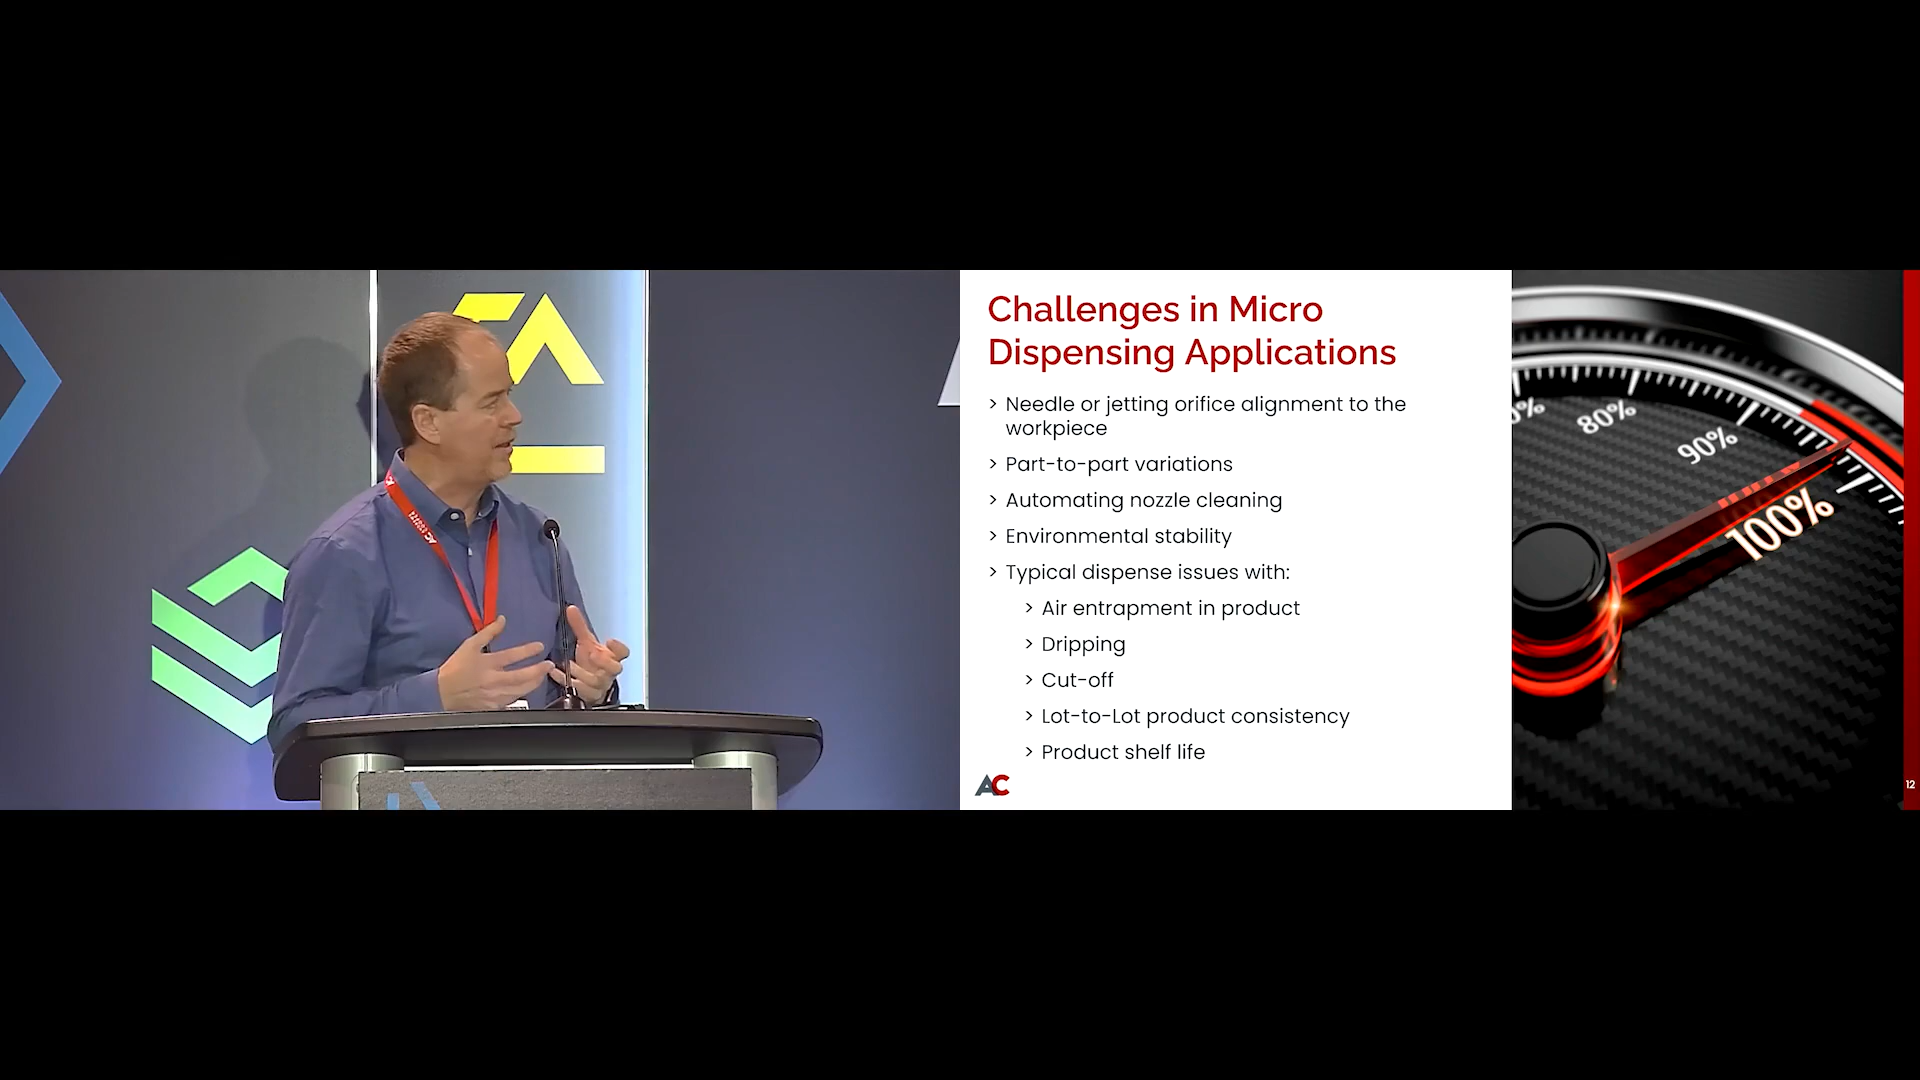 Challenges in Micro
Dispensing Applications
> Needle or jetting orifice alignment to the
workpiece
> Part-to-part variations
> Automating nozzle cleaning
> Environmental stability
> Typical dispense issues with:
> Air entrapment in product
> Dripping
> Cut-off
> Lot-to-Lot product consistency
> Product shelf life
AC
80%
90%
100%
12